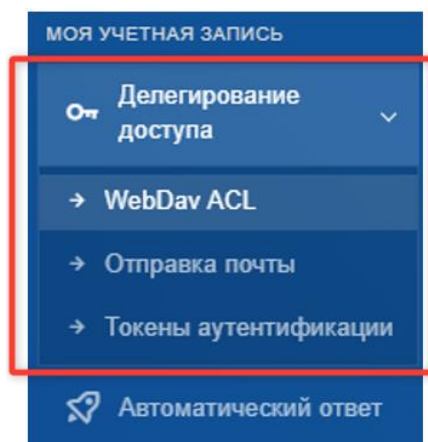 МОЯ УЧЕТНАЯ ЗАПИСЬ
Делегирование
доступа
WebDav ACL
Отправка почты
Токены аутентификации
Автоматический ответ